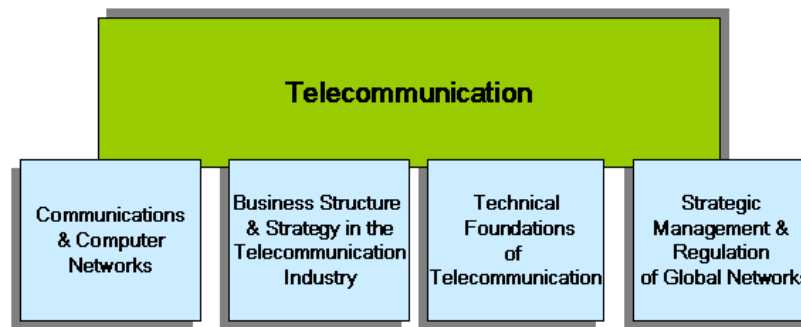 Telecommunication
Communications
& Computer
Networks
Business Structure
& Strategy in the
Telecommunication
Industry
Technical
Foundations
of
Telecommunication
Strategic
Management &
Regulation
of Global Networks